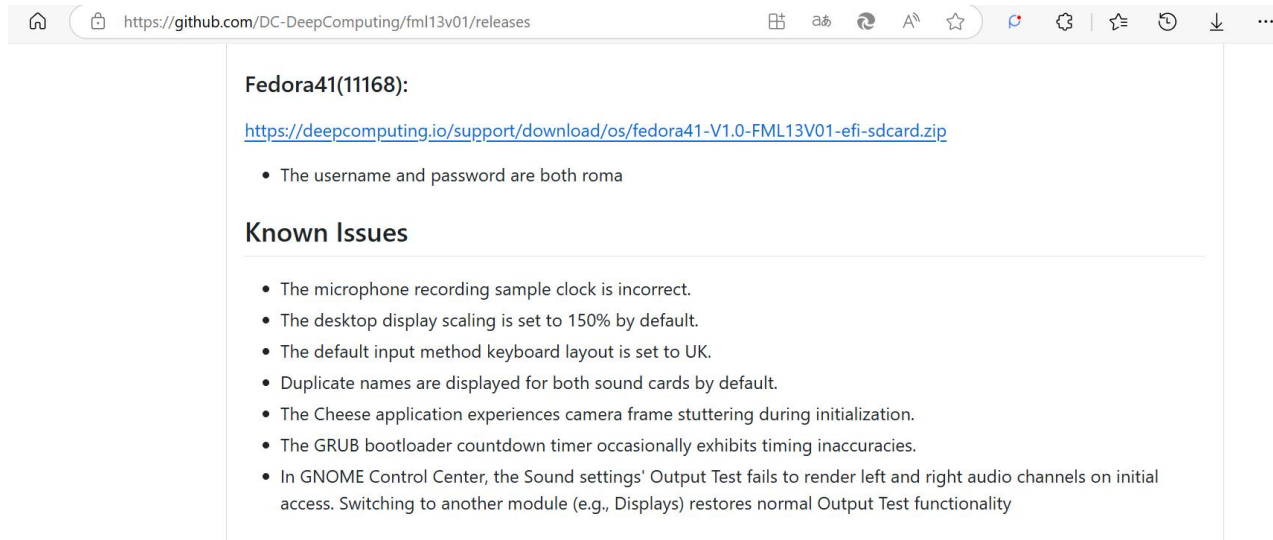 https://github.com/DC-DeepComputing/fml13v01/releases
Fedora41(11168):
https://deepcomputing.io/support/download/os/fedora41-V1.0-FML13V01-efi-sdcard.zip
• The username and password are both roma
Known Issues
• The microphone recording sample clock is incorrect.
• The desktop display scaling is set to 150% by default.
• The default input method keyboard layout is set to UK.
• Duplicate names are displayed for both sound cards by default.
• The Cheese application experiences camera frame stuttering during initialization.
• The GRUB bootloader countdown timer occasionally exhibits timing inaccuracies.
• In GNOME Control Center, the Sound settings' Output Test fails to render left and right audio channels on initial
access. Switching to another module (e.g., Displays) restores normal Output Test functionality